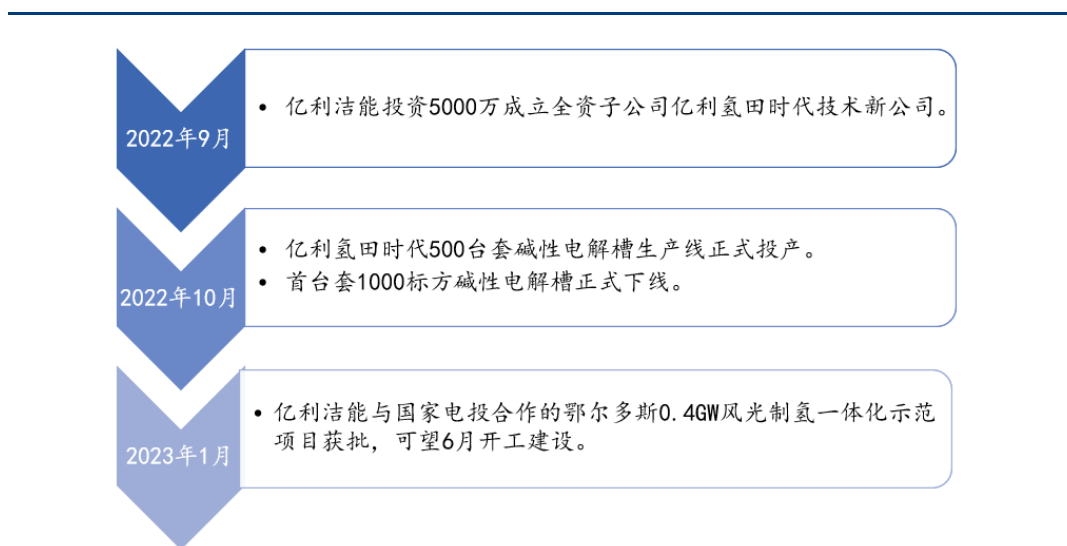 2022年9月
• 亿利洁能投资5000万成立全资子公司亿利氢田时代技术新公司。
2022年10月
• 亿利氢田时代500台套碱性电解槽生产线正式投产。
• 首台套1000标方碱性电解槽正式下线。
2023年1月
• 亿利洁能与国家电投合作的鄂尔多斯0.4GW风光制氢一体化示范
项目获批，可望6月开工建设。